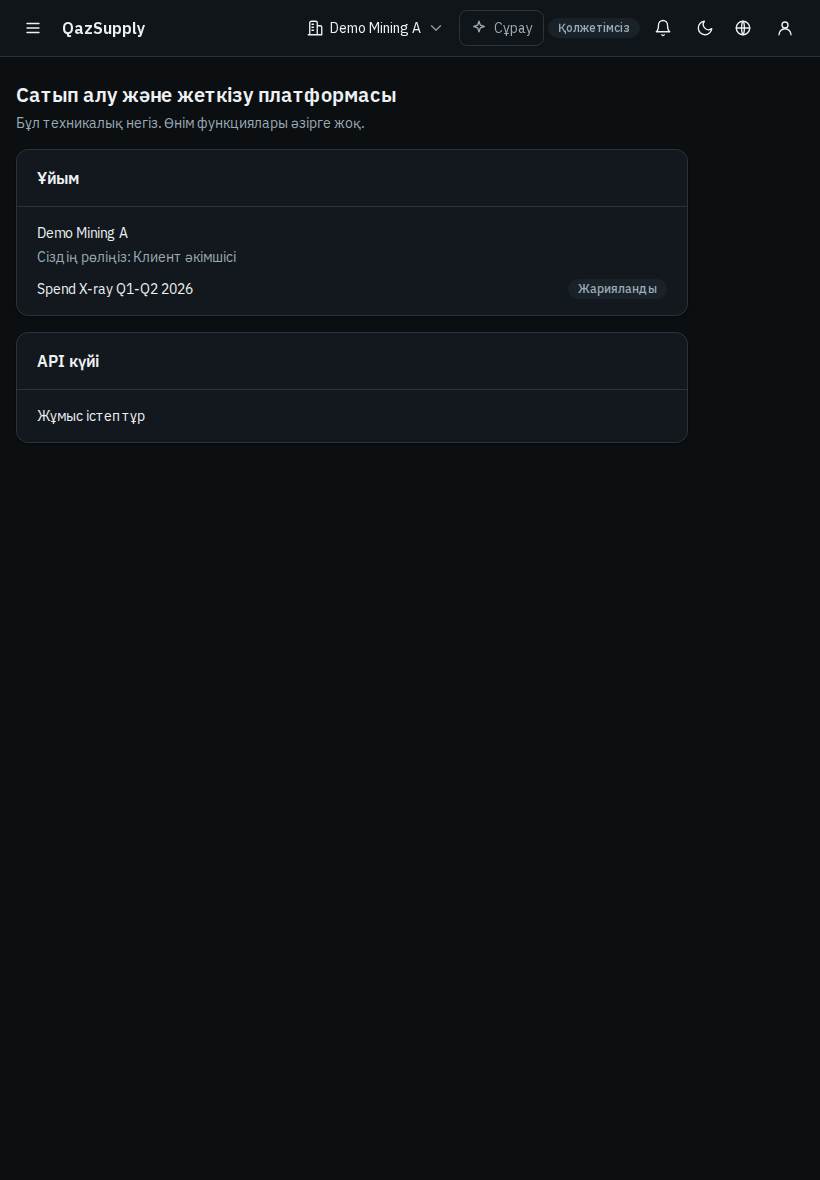 QazSupply
Demo Mining A
Сұрау
Қолжетімсіз
Сатып алу және жеткізу платформасы
Бұл техникалық негіз. Өнім функциялары әзірге жоқ.
Ұйым
Demo Mining A
Сіздің рөліңіз: Клиент әкімшісі
Spend X-ray Q1-Q2 2026
Жарияланды
API күйі
Жұмыс істеп тұр